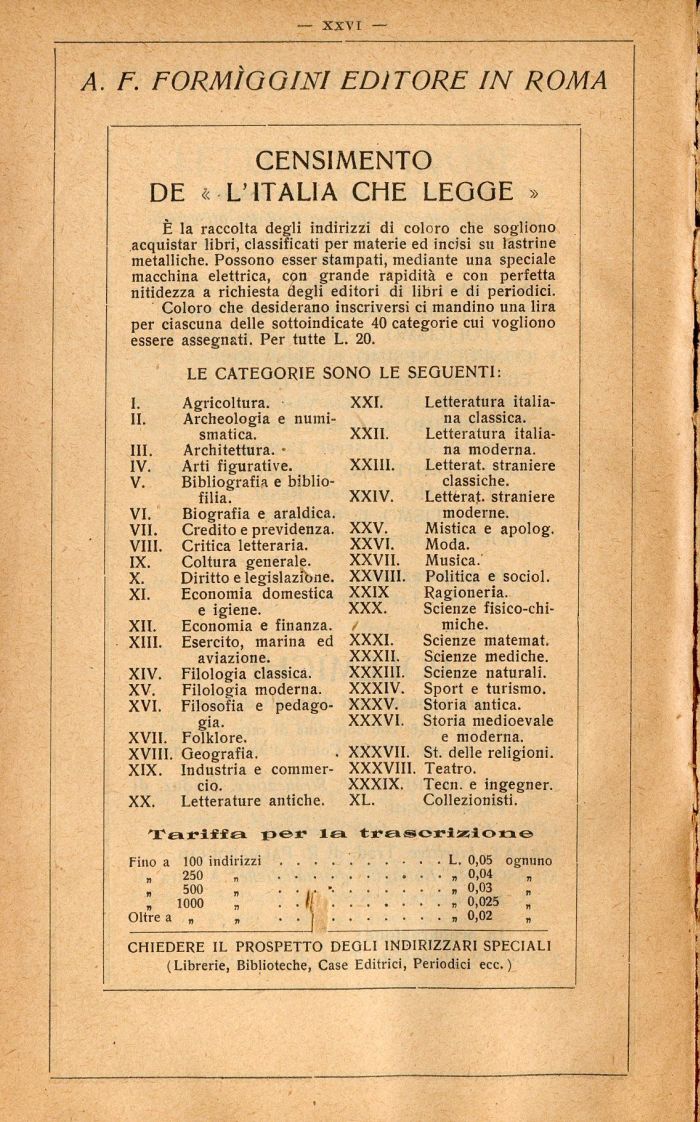 — XXVI —
A. F. FORMÌGGINI EDITORE IN ROMA
CENSIMENTO
DE « L'ITALIA CHE LEGGE »
È la raccolta degli indirizzi di coloro che sogliono
acquistar libri, classificati per materie ed incisi su lastrine
metalliche. Possono esser stampati, mediante una speciale
macchina elettrica, con grande rapidità e con perfetta
nitidezza a richiesta degli editori di libri e di periodici.
Coloro che desiderano inscriversi ci mandino una lira
per ciascuna delle sottoindicate 40 categorie cui vogliono
essere assegnati. Per tutte L. 20.
LE CATEGORIE SONO LE SEGUENTI:
I. Agricoltura.
II. Archeologia e numi-
smatica.
III. Architettura.
IV. Arti figurative.
V. Bibliografia e biblio-
filia.
VI. Biografia e araldica.
VII. Credito e previdenza.
VIII. Critica letteraria.
IX. Coltura generale.
X. Diritto e legislazione.
XI. Economia domestica
e igiene.
XII. Economia e finanza.
XIII. Esercito, marina ed
aviazione.
XIV. Filologia classica.
XV. Filologia moderna.
XVI. Filosofia e pedago-
gia.
XVII. Folklore.
XVIII. Geografia.
XIX. Industria e commer-
cio.
XX. Letterature antiche.
XXI. Letteratura italia-
na classica.
XXII. Letteratura italia-
na moderna.
XXIII. Letterat. straniere
classiche.
XXIV. Letterat. straniere
moderne.
XXV. Mistica e apolog.
XXVI. Moda.
XXVII. Musica.
XXVIII. Politica e sociol.
XXIX Ragioneria.
XXX. Scienze fisico-chi-
miche.
XXXI. Scienze matemat.
XXXII. Scienze mediche.
XXXIII. Scienze naturali.
XXXIV. Sport e turismo.
XXXV. Storia antica.
XXXVI. Storia medioevale
e moderna.
XXXVII. St. delle religioni.
XXXVIII. Teatro.
XXXIX. Tecn. e ingegner.
XL. Collezionisti.
Tariffa per la trascrizione
Fino a 100 indirizzi . . . . . . . . . . L. 0,05 ognuno
„ 250 „ . . . . . . . . . . „ 0,04 „
„ 500 „ . . . . . . . . . . „ 0,03 „
„ 1000 „ . . . . . . . . . . „ 0,025 „
Oltre a „ „ . . . . . . . . . . „ 0,02 „
CHIEDERE IL PROSPETTO DEGLI INDIRIZZARI SPECIALI
(Librerie, Biblioteche, Case Editrici, Periodici ecc.)